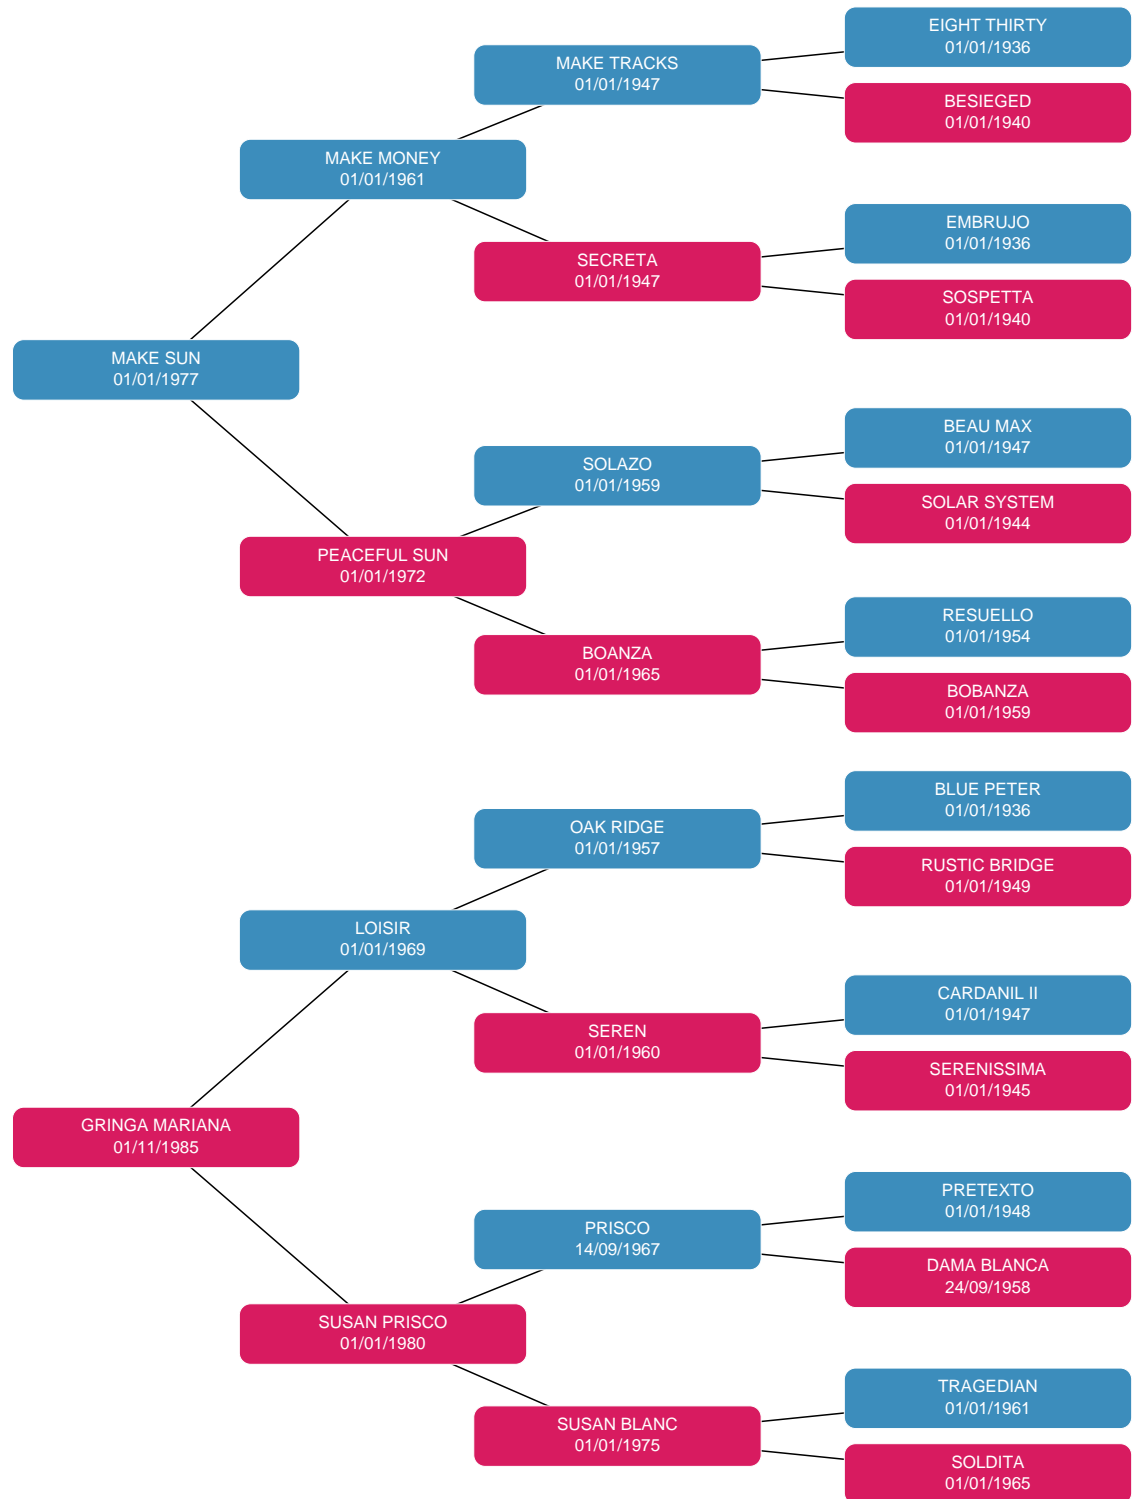 EIGHT THIRTY
01/01/1936
MAKE TRACKS
01/01/1947
BESIEGED
01/01/1940
MAKE MONEY
01/01/1961
EMBRUJO
01/01/1936
SECRETA
01/01/1947
SOSPETTA
01/01/1940
MAKE SUN
01/01/1977
BEAU MAX
01/01/1947
SOLAZO
01/01/1959
SOLAR SYSTEM
01/01/1944
PEACEFUL SUN
01/01/1972
RESUELLO
01/01/1954
BOANZA
01/01/1965
BOBANZA
01/01/1959
BLUE PETER
01/01/1936
OAK RIDGE
01/01/1957
RUSTIC BRIDGE
01/01/1949
LOISIR
01/01/1969
CARDANIL II
01/01/1947
SEREN
01/01/1960
SERENISSIMA
01/01/1945
GRINGA MARIANA
01/11/1985
PRETEXTO
01/01/1948
PRISCO
14/09/1967
DAMA BLANCA
24/09/1958
SUSAN PRISCO
01/01/1980
TRAGEDIAN
01/01/1961
SUSAN BLANC
01/01/1975
SOLDITA
01/01/1965